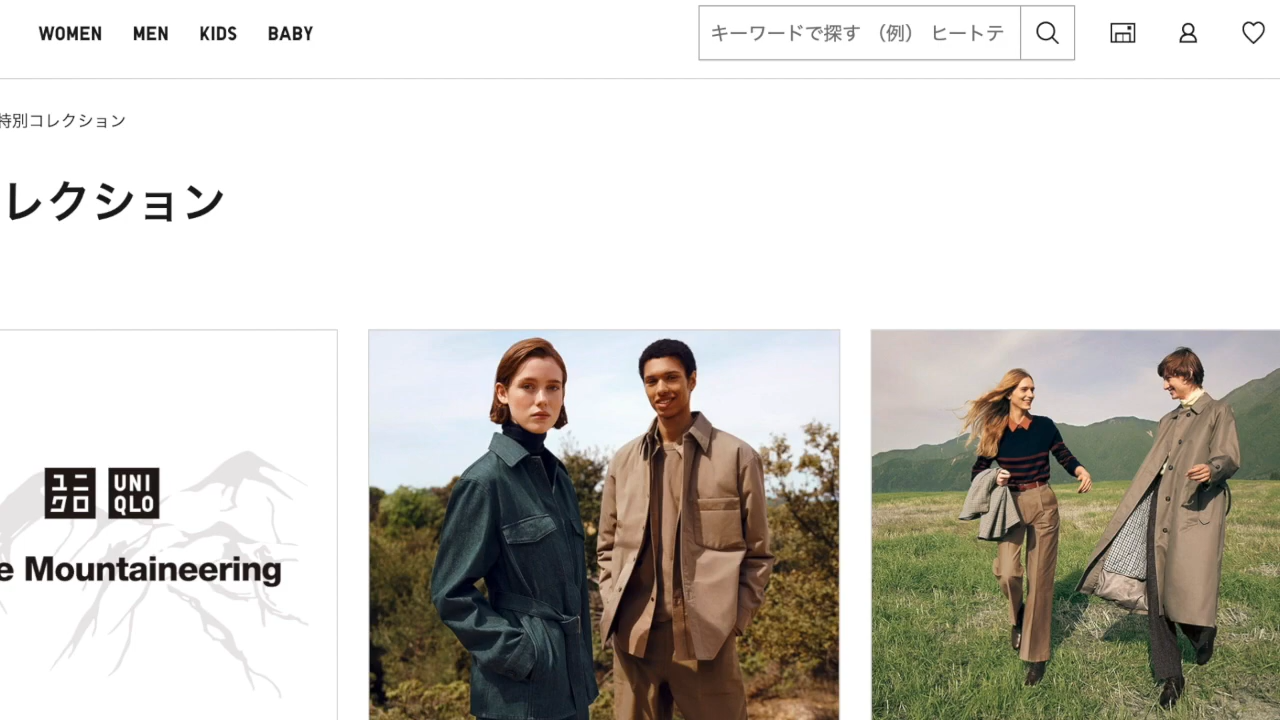 WOMEN MEN KIDS BABY
キーワードで探す （例） ヒートテ
特別コレクション
レクション
ユニ
クロ
UNI
QLO
e Mountaineering